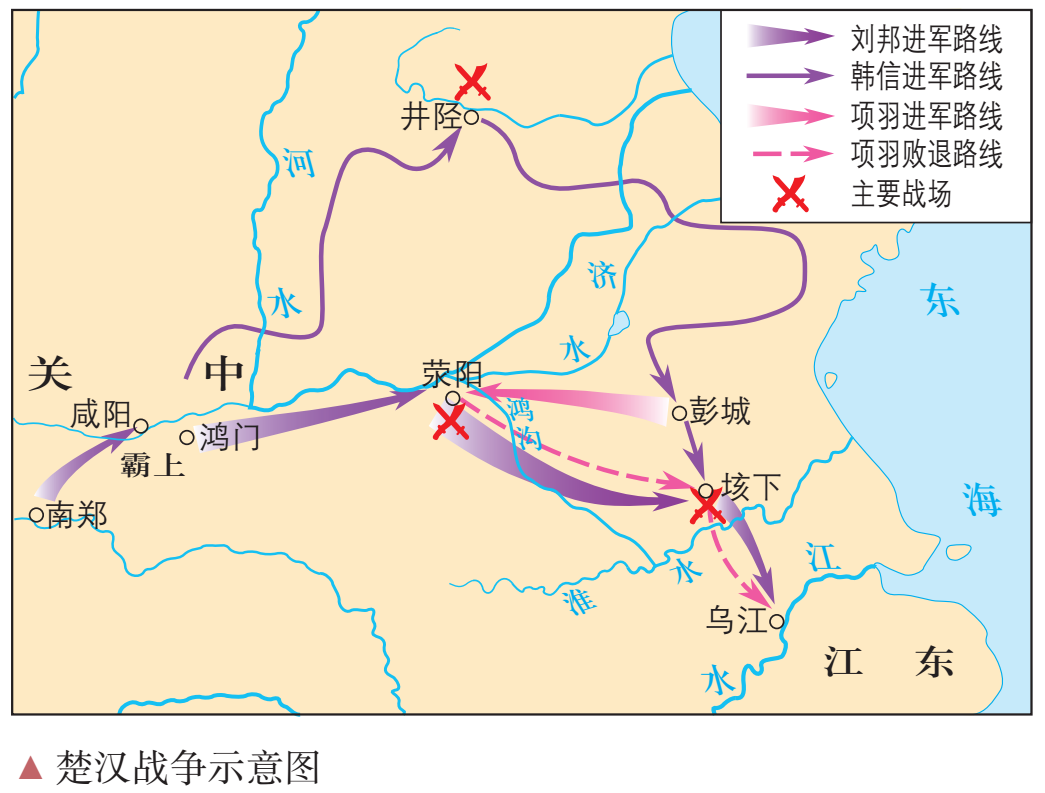 刘邦进军路线
韩信进军路线
项羽进军路线
项羽败退路线
主要战场
井陉
河
水
济
水
东
海
关 中
荥阳
咸阳
鸿门
霸上
南郑
鸿
沟
彭城
垓下
淮
水
江
水
乌江
江 东
▲ 楚汉战争示意图